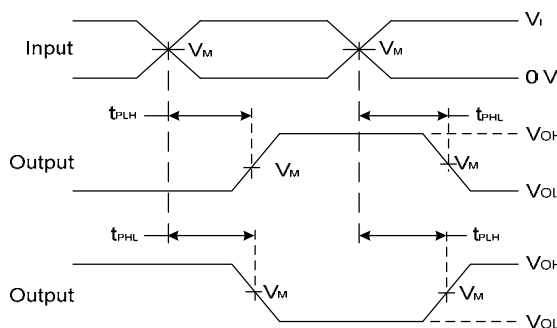 Input
VM
VM
VI
0 V
tPLH
tPHL
Output
VM
VM
VOH
VOL
tPHL
tPLH
Output
VM
VM
VOH
VOL